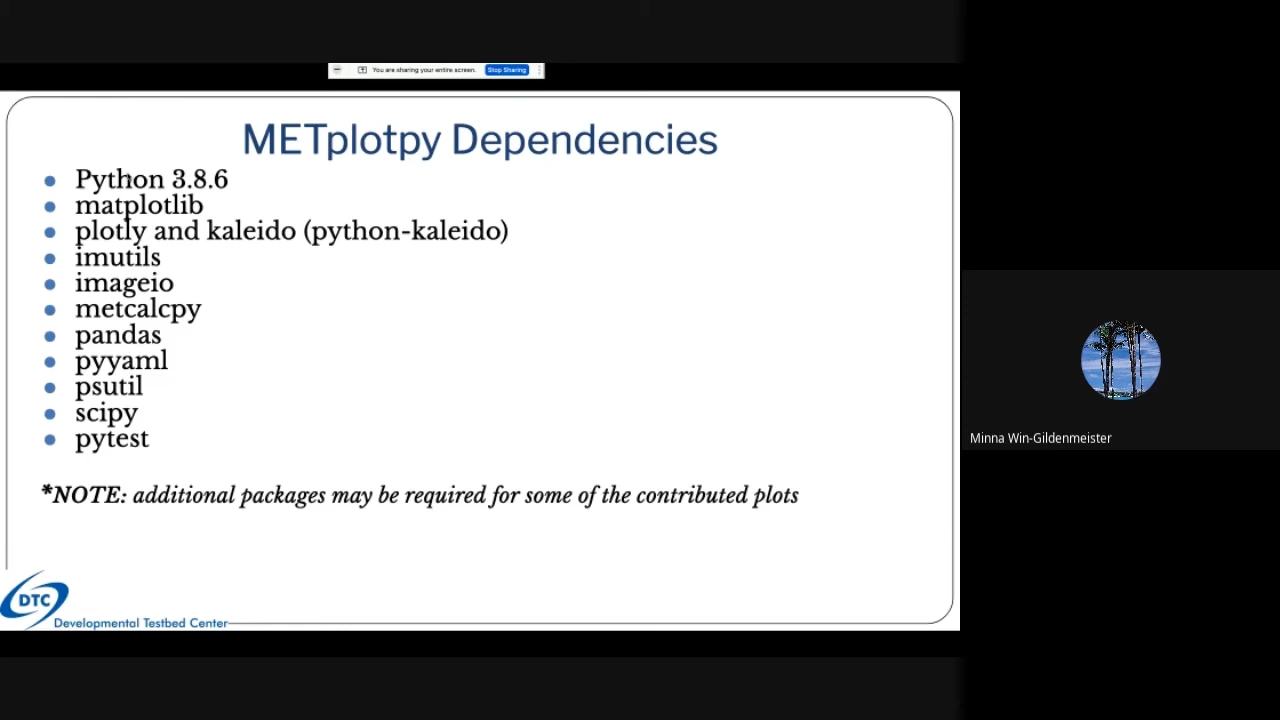 You are sharing your entire screen. Stop Sharing
METplotpy Dependencies
Python 3.8.6
matplotlib
plotly and kaleido (python-kaleido)
imutils
imageio
metcalcpy
pandas
pyyaml
psutil
scipy
pytest
*NOTE: additional packages may be required for some of the contributed plots
Minna Win-Gildenmeister
DTC
Developmental Testbed Center